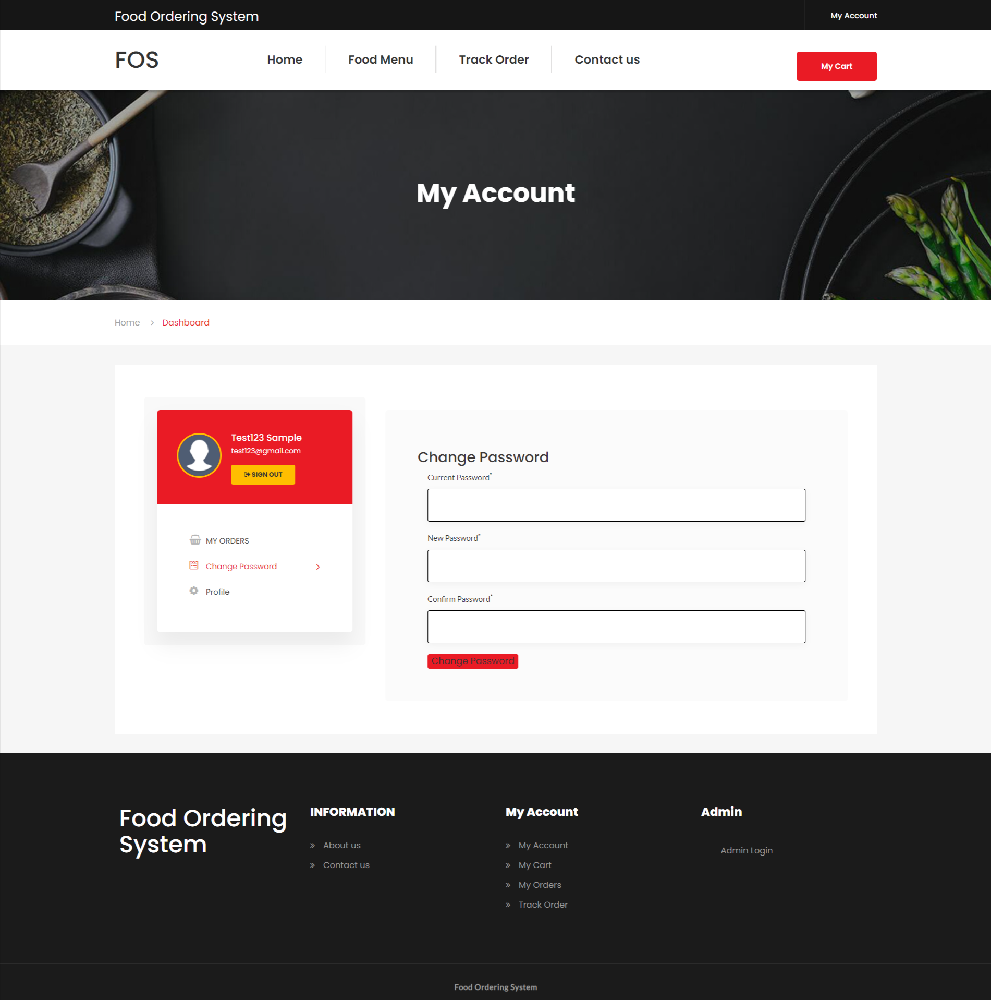 Food Ordering System
My Account
FOS
Home
Food Menu
Track Order
Contact us
My Cart
My Account
Home
Dashboard
Test123 Sample
test123@gmail.com
SIGN OUT
MY ORDERS
Change Password
Profile
Change Password
Current Password*
New Password*
Confirm Password*
Change Password
Food Ordering
System
INFORMATION
About us
Contact us
My Account
My Account
My Cart
My Orders
Track Order
Admin
Admin Login
Food Ordering System